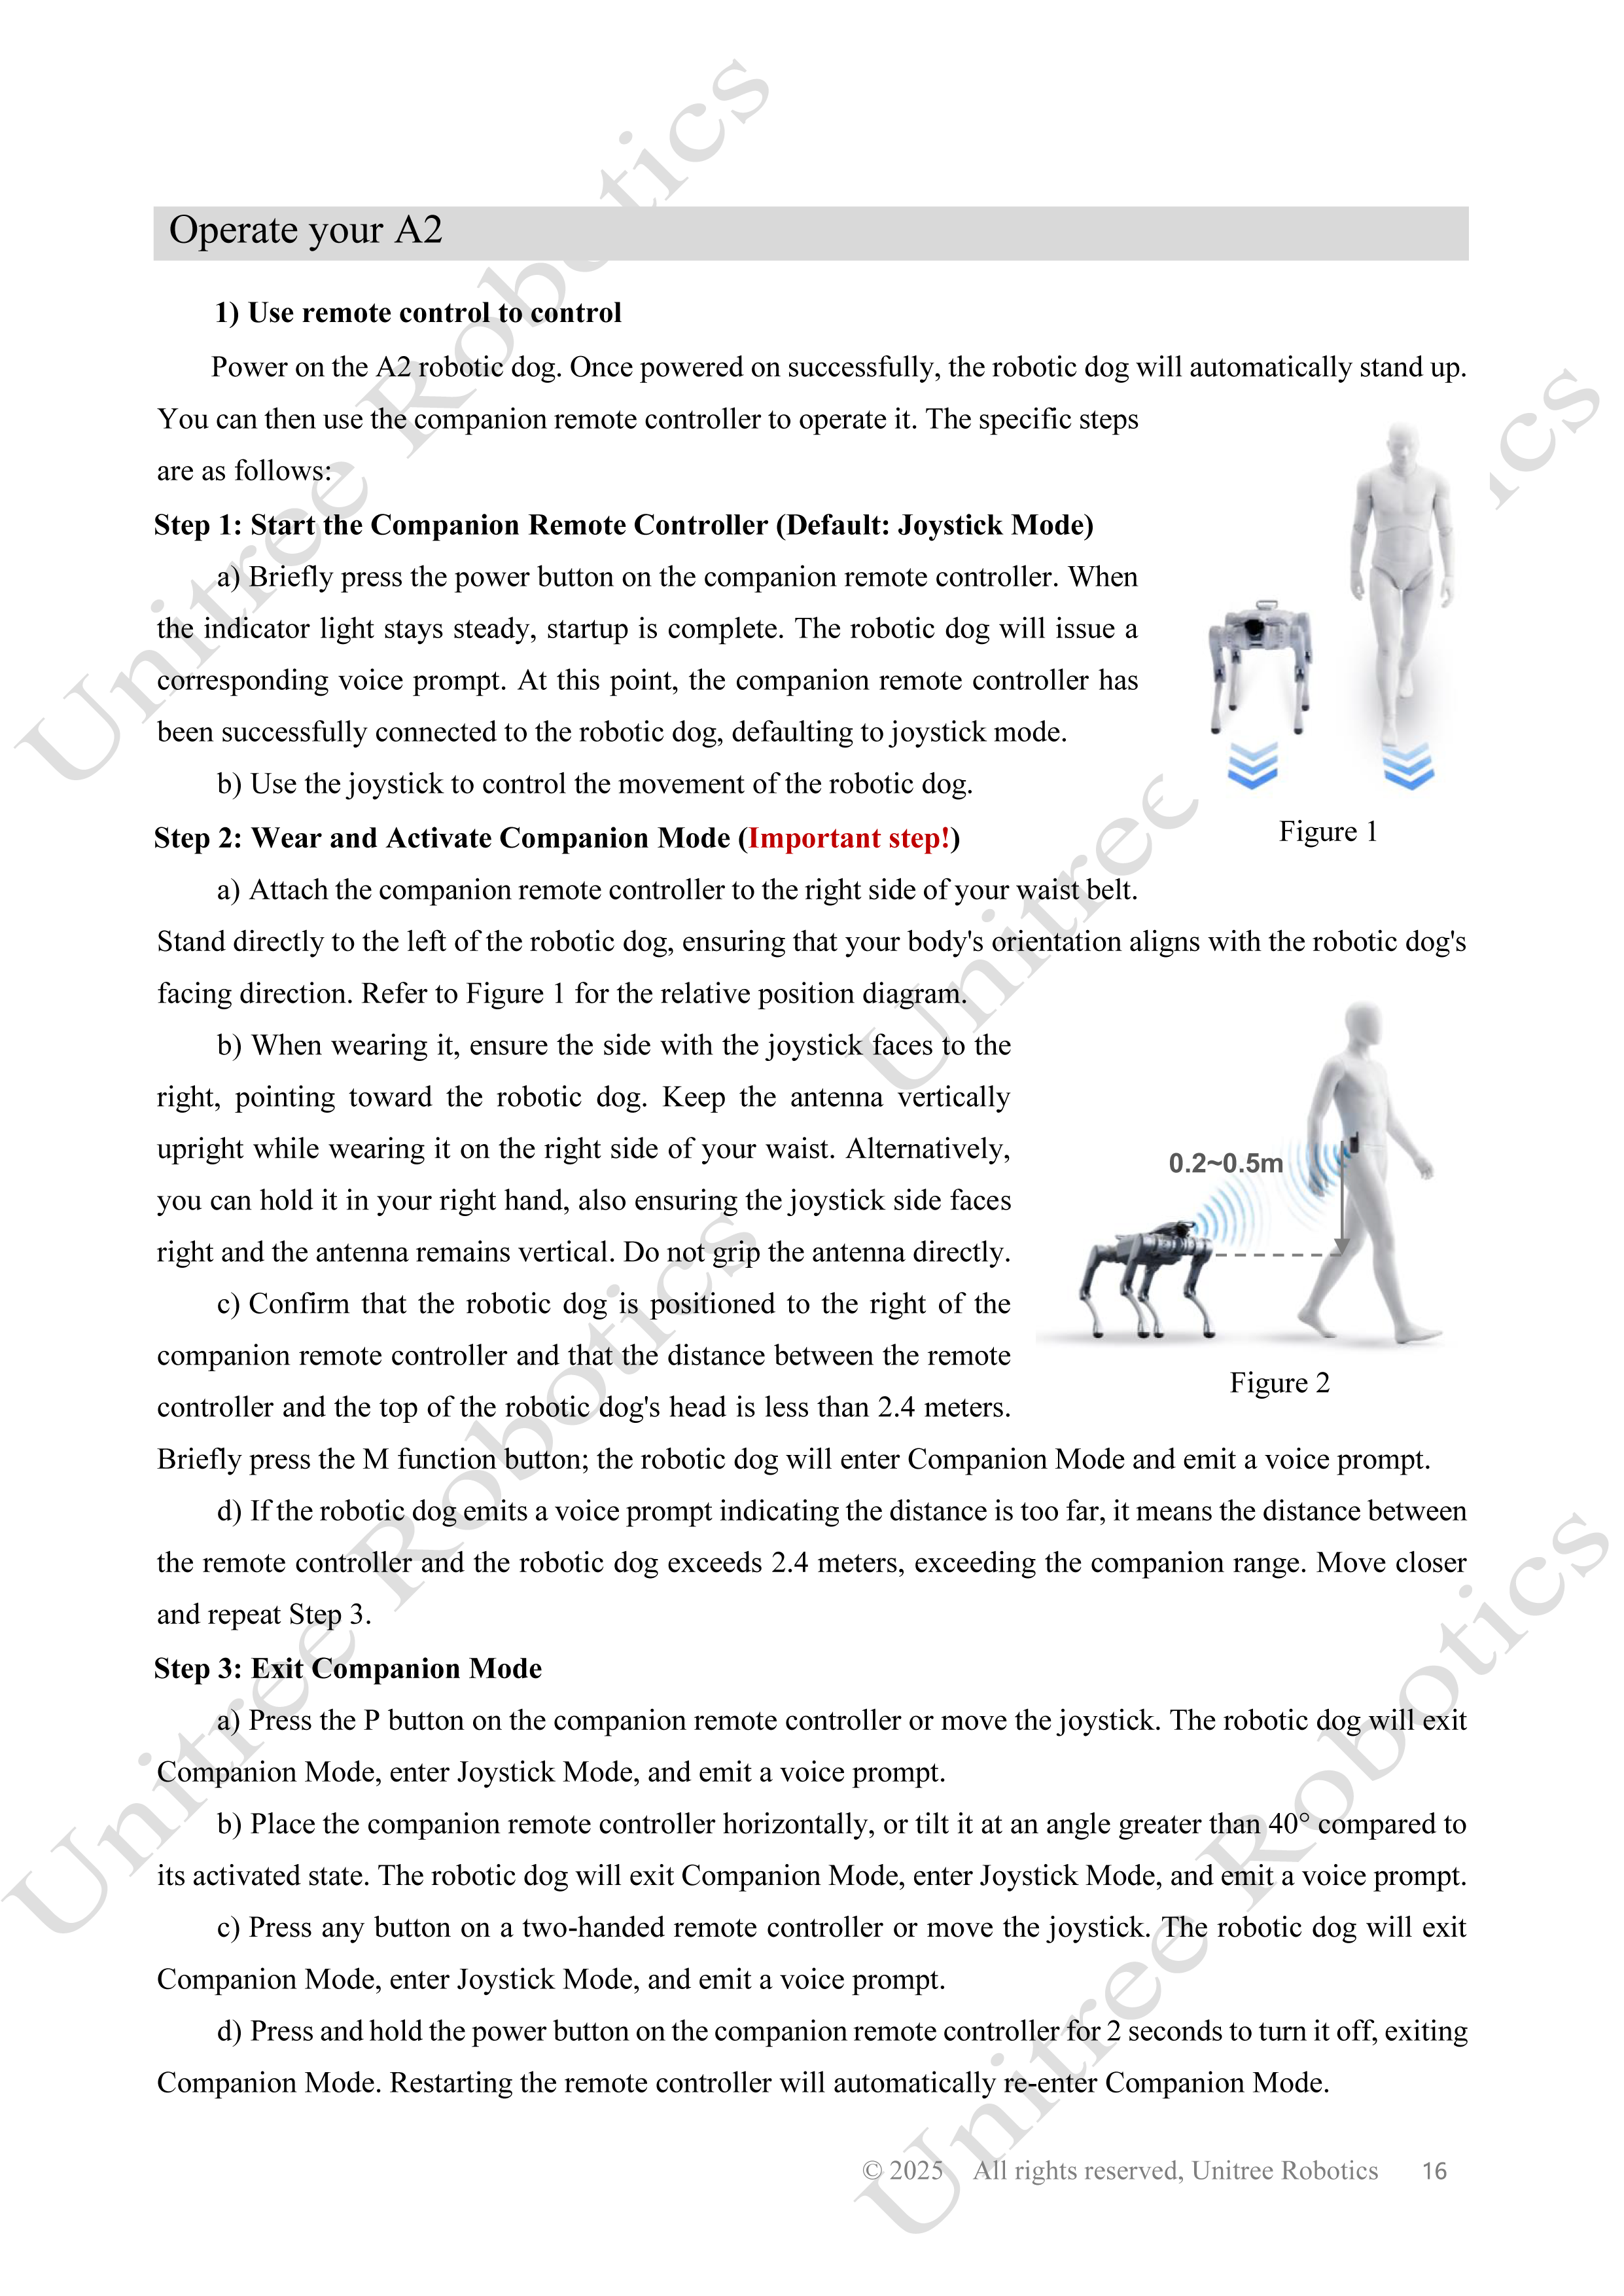 Operate your A2
1) Use remote control to control
Power on the A2 robotic dog. Once powered on successfully, the robotic dog will automatically stand up.
You can then use the companion remote controller to operate it. The specific steps
are as follows:
Step 1: Start the Companion Remote Controller (Default: Joystick Mode)
a) Briefly press the power button on the companion remote controller. When
the indicator light stays steady, startup is complete. The robotic dog will issue a
corresponding voice prompt. At this point, the companion remote controller has
been successfully connected to the robotic dog, defaulting to joystick mode.
b) Use the joystick to control the movement of the robotic dog.
Figure 1
Step 2: Wear and Activate Companion Mode (Important step!)
a) Attach the companion remote controller to the right side of your waist belt.
Stand directly to the left of the robotic dog, ensuring that your body's orientation aligns with the robotic dog's
facing direction. Refer to Figure 1 for the relative position diagram.
b) When wearing it, ensure the side with the joystick faces to the
right, pointing toward the robotic dog. Keep the antenna vertically
upright while wearing it on the right side of your waist. Alternatively,
you can hold it in your right hand, also ensuring the joystick side faces
right and the antenna remains vertical. Do not grip the antenna directly.
0.2~0.5m
Figure 2
c) Confirm that the robotic dog is positioned to the right of the
companion remote controller and that the distance between the remote
controller and the top of the robotic dog's head is less than 2.4 meters.
Briefly press the M function button; the robotic dog will enter Companion Mode and emit a voice prompt.
d) If the robotic dog emits a voice prompt indicating the distance is too far, it means the distance between
the remote controller and the robotic dog exceeds 2.4 meters, exceeding the companion range. Move closer
and repeat Step 3.
Step 3: Exit Companion Mode
a) Press the P button on the companion remote controller or move the joystick. The robotic dog will exit
Companion Mode, enter Joystick Mode, and emit a voice prompt.
b) Place the companion remote controller horizontally, or tilt it at an angle greater than 40° compared to
its activated state. The robotic dog will exit Companion Mode, enter Joystick Mode, and emit a voice prompt.
c) Press any button on a two-handed remote controller or move the joystick. The robotic dog will exit
Companion Mode, enter Joystick Mode, and emit a voice prompt.
d) Press and hold the power button on the companion remote controller for 2 seconds to turn it off, exiting
Companion Mode. Restarting the remote controller will automatically re-enter Companion Mode.
© 2025 All rights reserved, Unitree Robotics 16
Unitree Robotics
Unitree Robotics
Unitree Robotics
Unitree Robotics